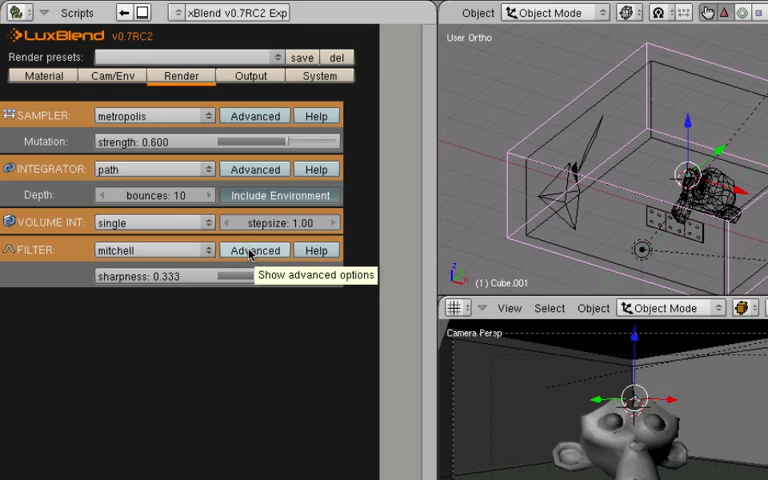 Scripts
xBlend v0.7RC2 Exp
LuxBlend v0.7RC2
Render presets:
save
del
Material
Cam/Env
Render
Output
System
SAMPLER:
metropolis
Advanced
Help
Mutation:
strength: 0.600
INTEGRATOR:
path
Advanced
Help
Depth:
bounces: 10
Include Environment
VOLUME INT:
single
stepsize: 1.00
FILTER:
mitchell
Advanced
Help
sharpness: 0.333
Show advanced options
Object
Object Mode
User Ortho
z
(1) Cube.001
View
Select
Object
Object Mode
Camera Persp